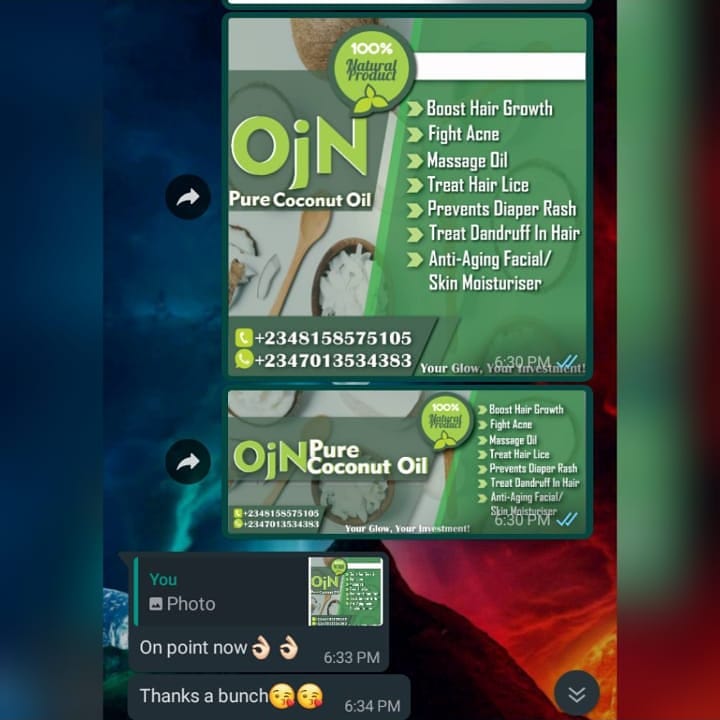 100%
Natural
Product
OjN
Pure Coconut Oil
Boost Hair Growth
Fight Acne
Massage Oil
Treat Hair Lice
Prevents Diaper Rash
Treat Dandruff In Hair
Anti-Aging Facial/
Skin Moisturiser
+2348158575105
+2347013534383
Your Glow, Your Investment!
6:30 PM
100%
Natural
Product
OjN Pure
Coconut Oil
Boost Hair Growth
Fight Acne
Massage Oil
Treat Hair Lice
Prevents Diaper Rash
Treat Dandruff In Hair
Anti-Aging Facial/
Skin Moisturiser
+2348158575105
+2347013534383
Your Glow, Your Investment!
6:30 PM
You
Photo
OjN
On point now👌🏻👌🏻
6:33 PM
Thanks a bunch😘😘
6:34 PM